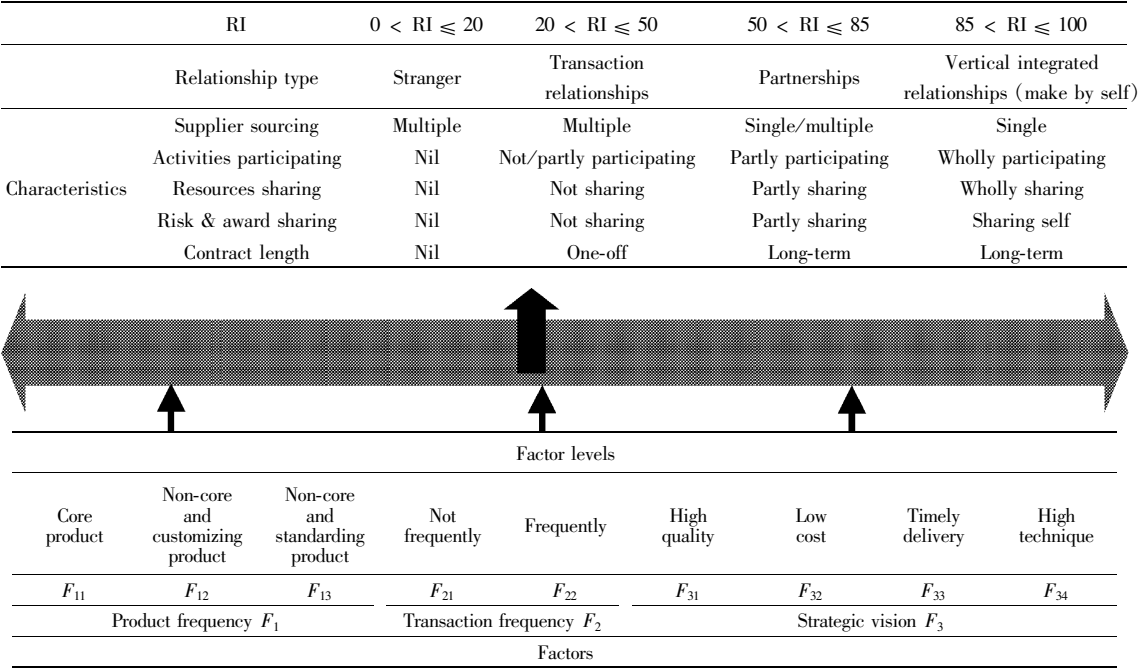 RI 0 < RI ⩽ 20 20 < RI ⩽ 50 50 < RI ⩽ 85 85 < RI ⩽ 100
Relationship type Stranger Transaction relationships Partnerships Vertical integrated relationships (make by self)
Supplier sourcing Multiple Multiple Single/multiple Single
Activities participating Nil Not/partly participating Partly participating Wholly participating
Characteristics Resources sharing Nil Not sharing Partly sharing Wholly sharing
Risk & award sharing Nil Not sharing Partly sharing Sharing self
Contract length Nil One-off Long-term Long-term
Factor levels
Core product Non-core and customizing product Non-core and standarding product Not frequently Frequently High quality Low cost Timely delivery High technique
F11 F12 F13 F21 F22 F31 F32 F33 F34
Product frequency F1 Transaction frequency F2 Strategic vision F3
Factors